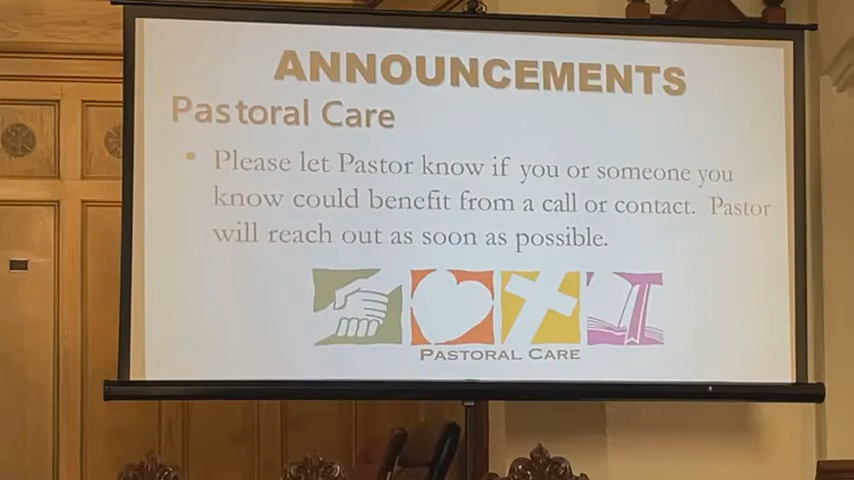 ANNOUNCEMENTS
Pastoral Care
Please let Pastor know if you or someone you
know could benefit from a call or contact. Pastor
will reach out as soon as possible.
PASTORAL CARE